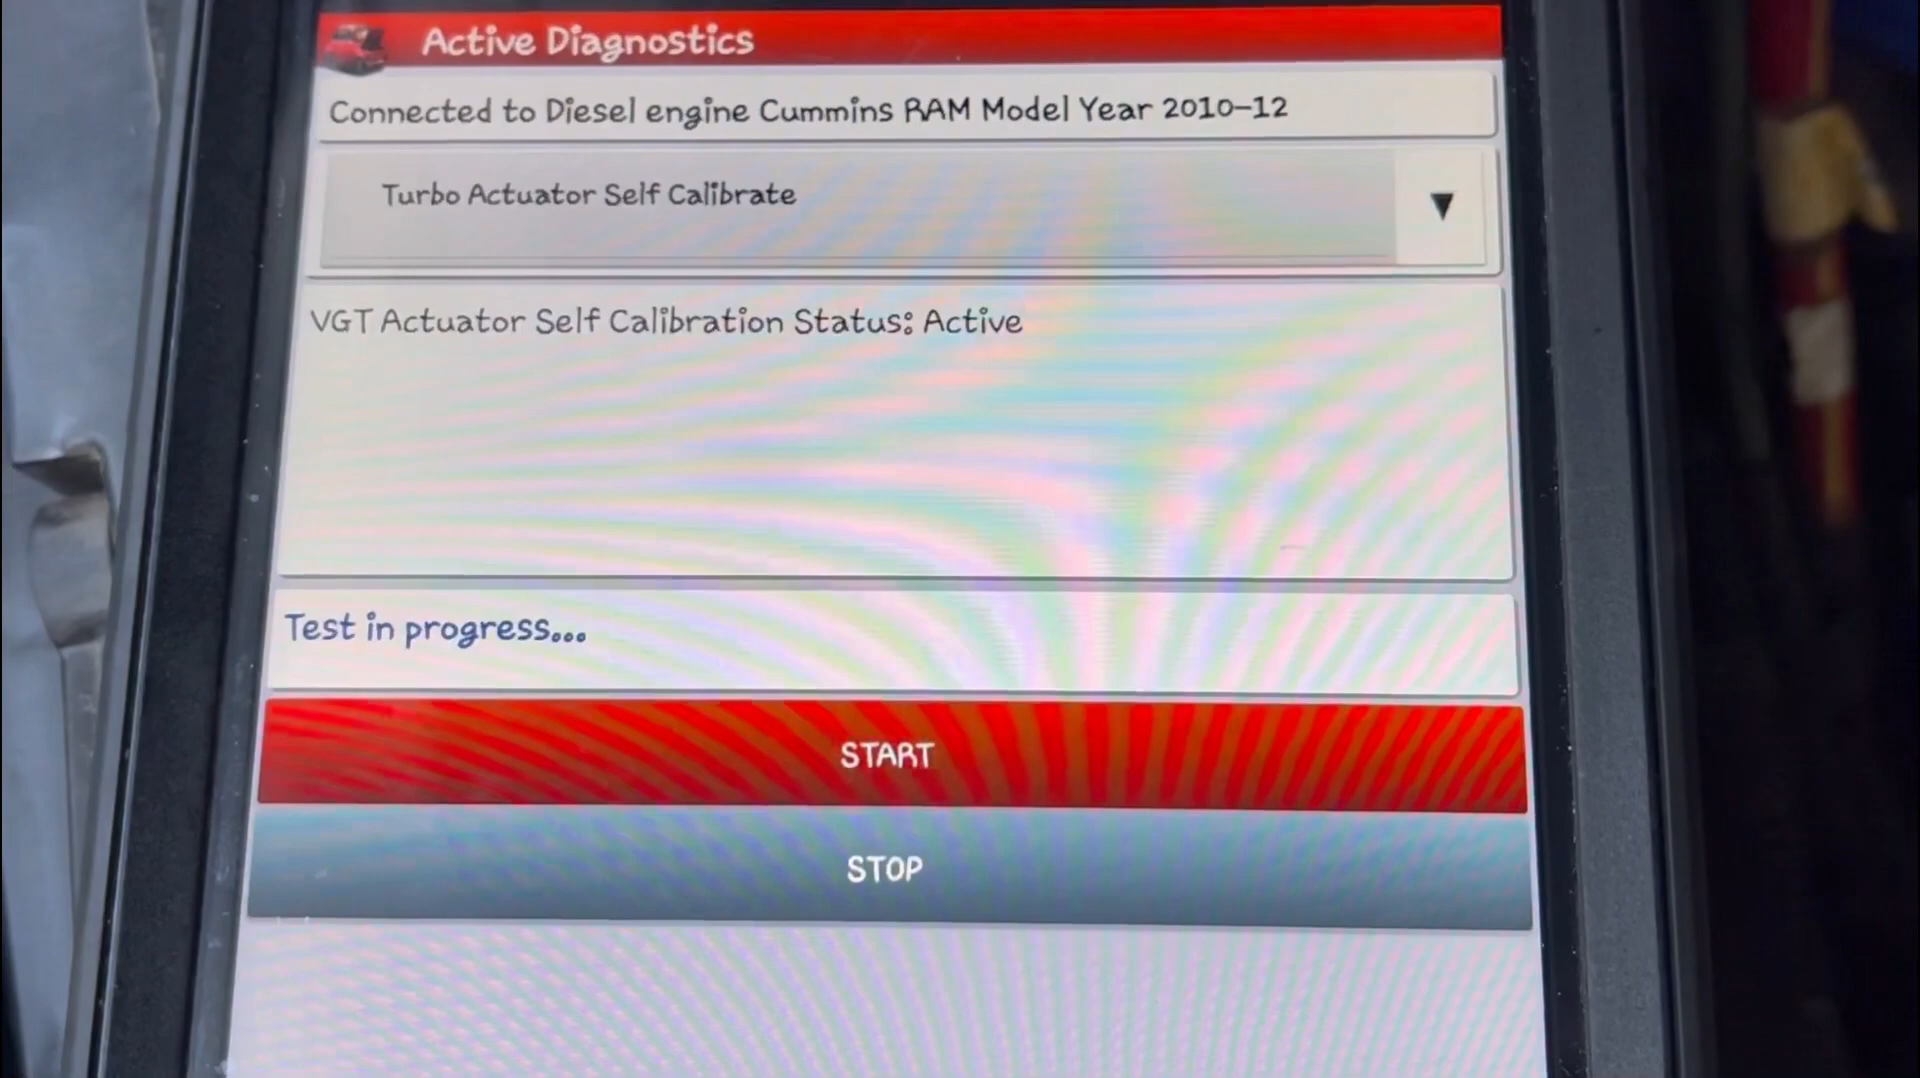 Active Diagnostics
Connected to Diesel engine Cummins RAM Model Year 2010-12
Turbo Actuator Self Calibrate
▼
VGT Actuator Self Calibration Status: Active
Test in progress...
START
STOP